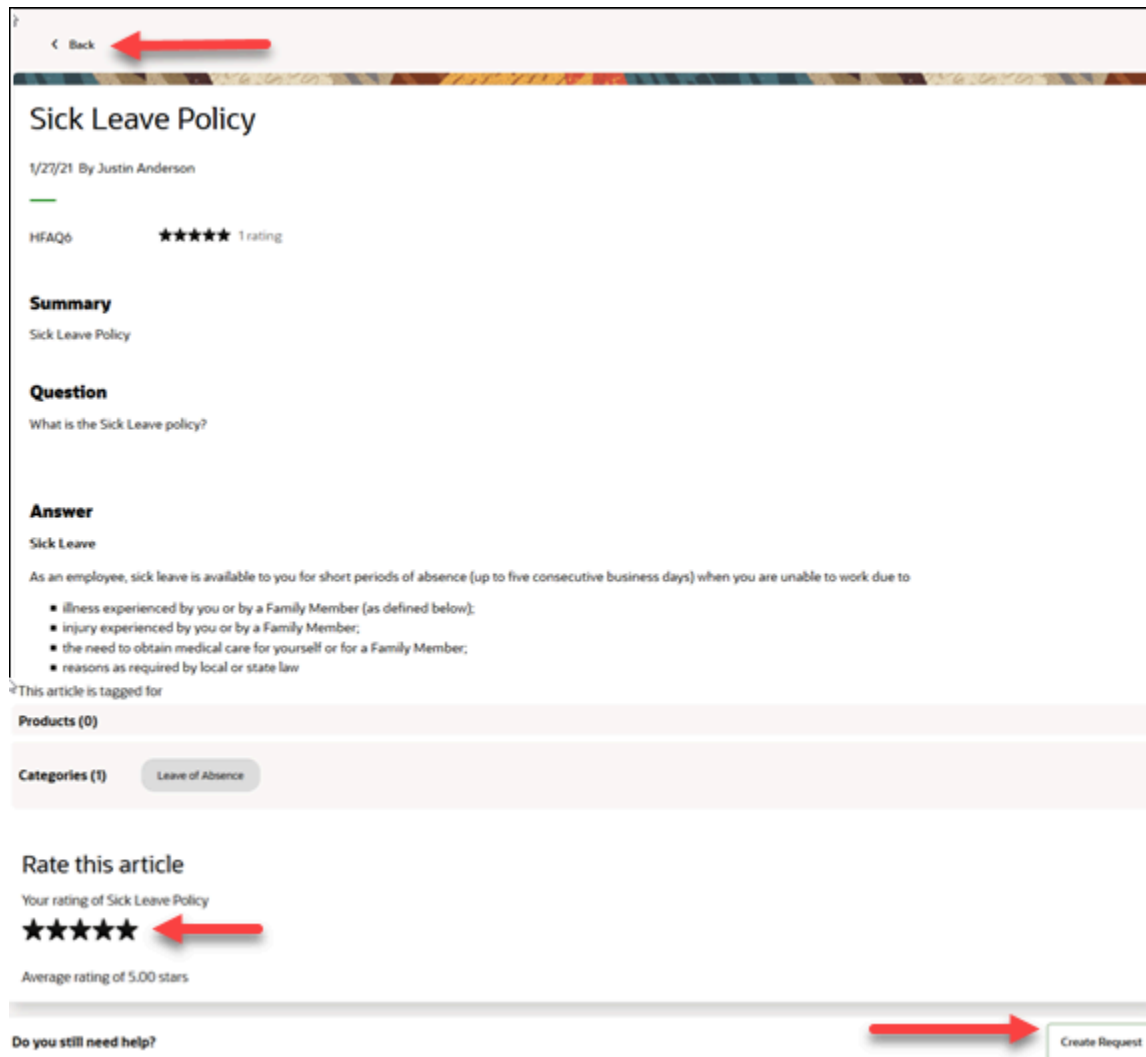 Back
Sick Leave Policy
1/27/21 By Justin Anderson
HFAQ6 ★★★★★ 1 rating
Summary
Sick Leave Policy
Question
What is the Sick Leave policy?
Answer
Sick Leave
As an employee, sick leave is available to you for short periods of absence (up to five consecutive business days) when you are unable to work due to
▪ illness experienced by you or by a Family Member (as defined below);
▪ injury experienced by you or by a Family Member;
▪ the need to obtain medical care for yourself or for a Family Member;
▪ reasons as required by local or state law
This article is tagged for
Products (0)
Categories (1) Leave of Absence
Rate this article
Your rating of Sick Leave Policy
★★★★★
Average rating of 5.00 stars
Do you still need help? Create Request